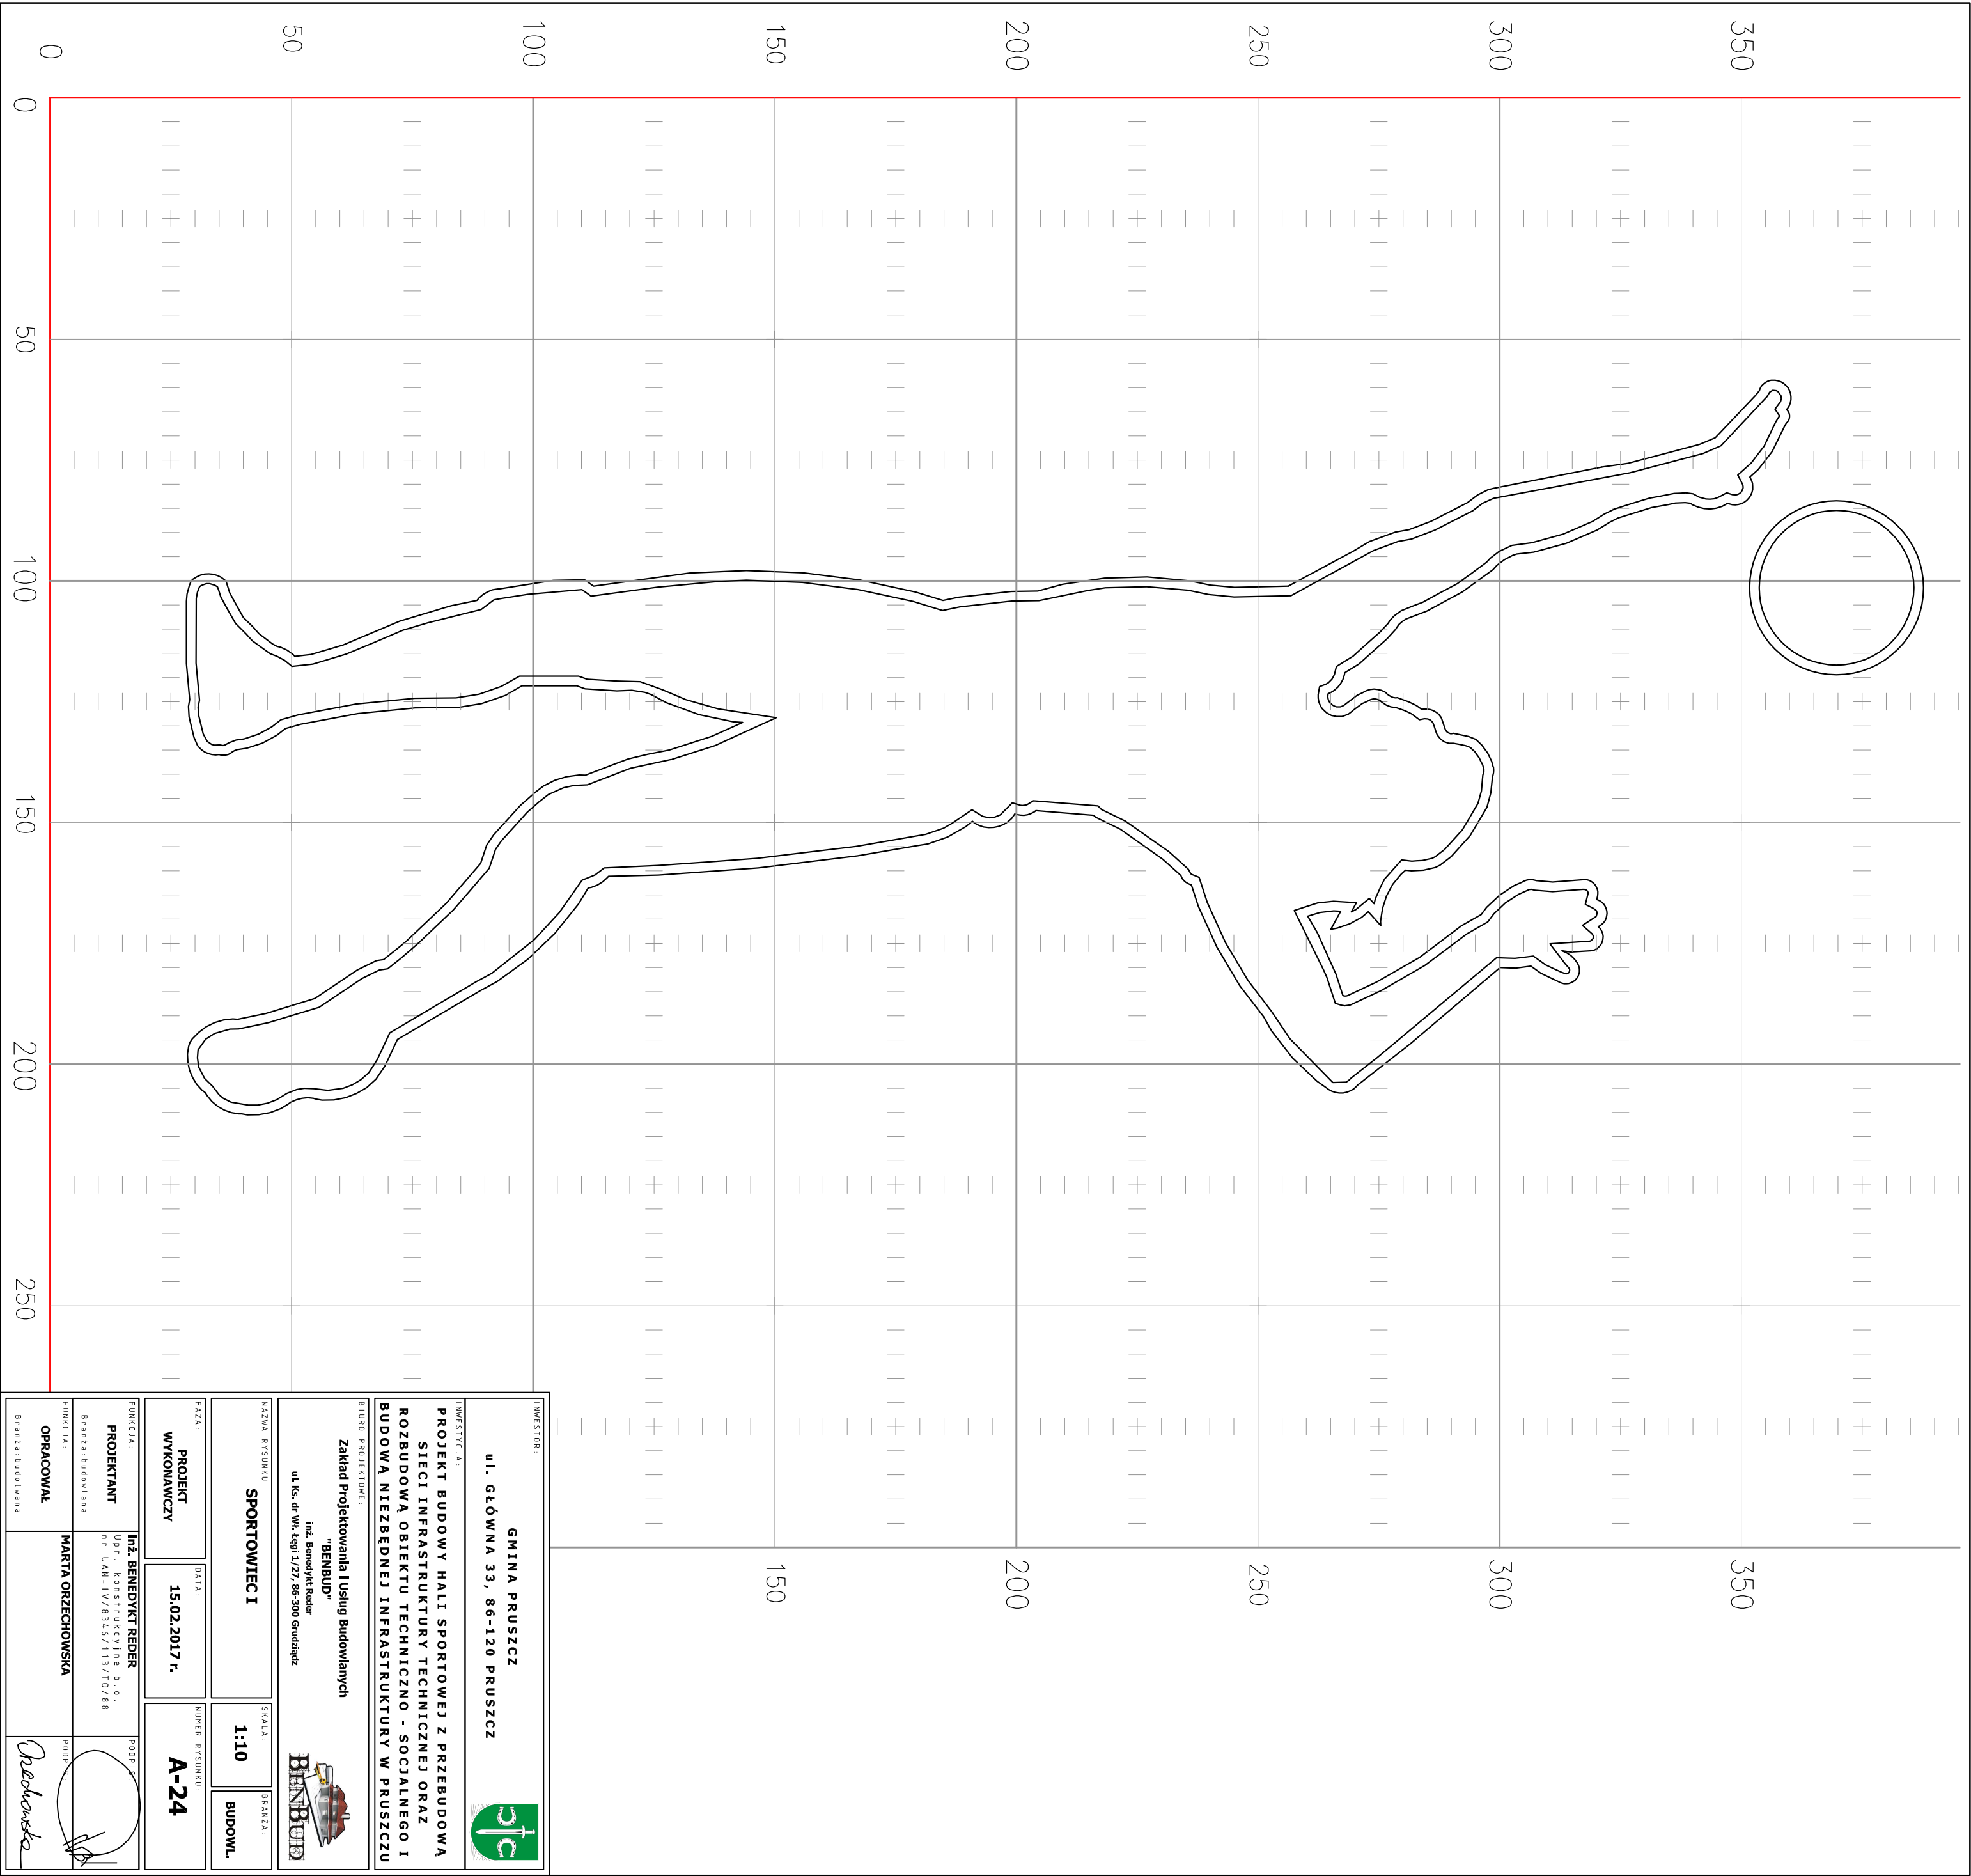 0
50
100
150
200
250
300
350
0
50
100
150
200
250
150
200
250
300
350
INWESTOR:
GMINA PRUSZCZ
ul. GŁÓWNA 33, 86-120 PRUSZCZ
INWESTYCJA:
PROJEKT BUDOWY HALI SPORTOWEJ Z PRZEBUDOWĄ
SIECI INFRASTRUKTURY TECHNICZNEJ ORAZ
ROZBUDOWĄ OBIEKTU TECHNICZNO - SOCJALNEGO I
BUDOWĄ NIEZBĘDNEJ INFRASTRUKTURY W PRUSZCZU
BIURO PROJEKTOWE:
Zakład Projektowania i Usług Budowlanych
"BENBUD"
inż. Benedykt Reder
ul. Ks. dr Wł. Łęgi 1/27, 86-300 Grudziądz
BENBUD
NAZWA RYSUNKU
SPORTOWIEC I
SKALA:
1:10
BRANŻA:
BUDOWL.
FAZA:
PROJEKT
WYKONAWCZY
DATA:
15.02.2017 r.
NUMER RYSUNKU:
A-24
FUNKCJA:
PROJEKTANT
Branża: budowlana
Inż. BENEDYKT REDER
Upr. konstrukcyjne b.o.
nr UAN-IV/8346/113/TO/88
PODPIS:
FUNKCJA:
OPRACOWAŁ
Branża: budolwana
MARTA ORZECHOWSKA
PODPIS:
Orzechowska